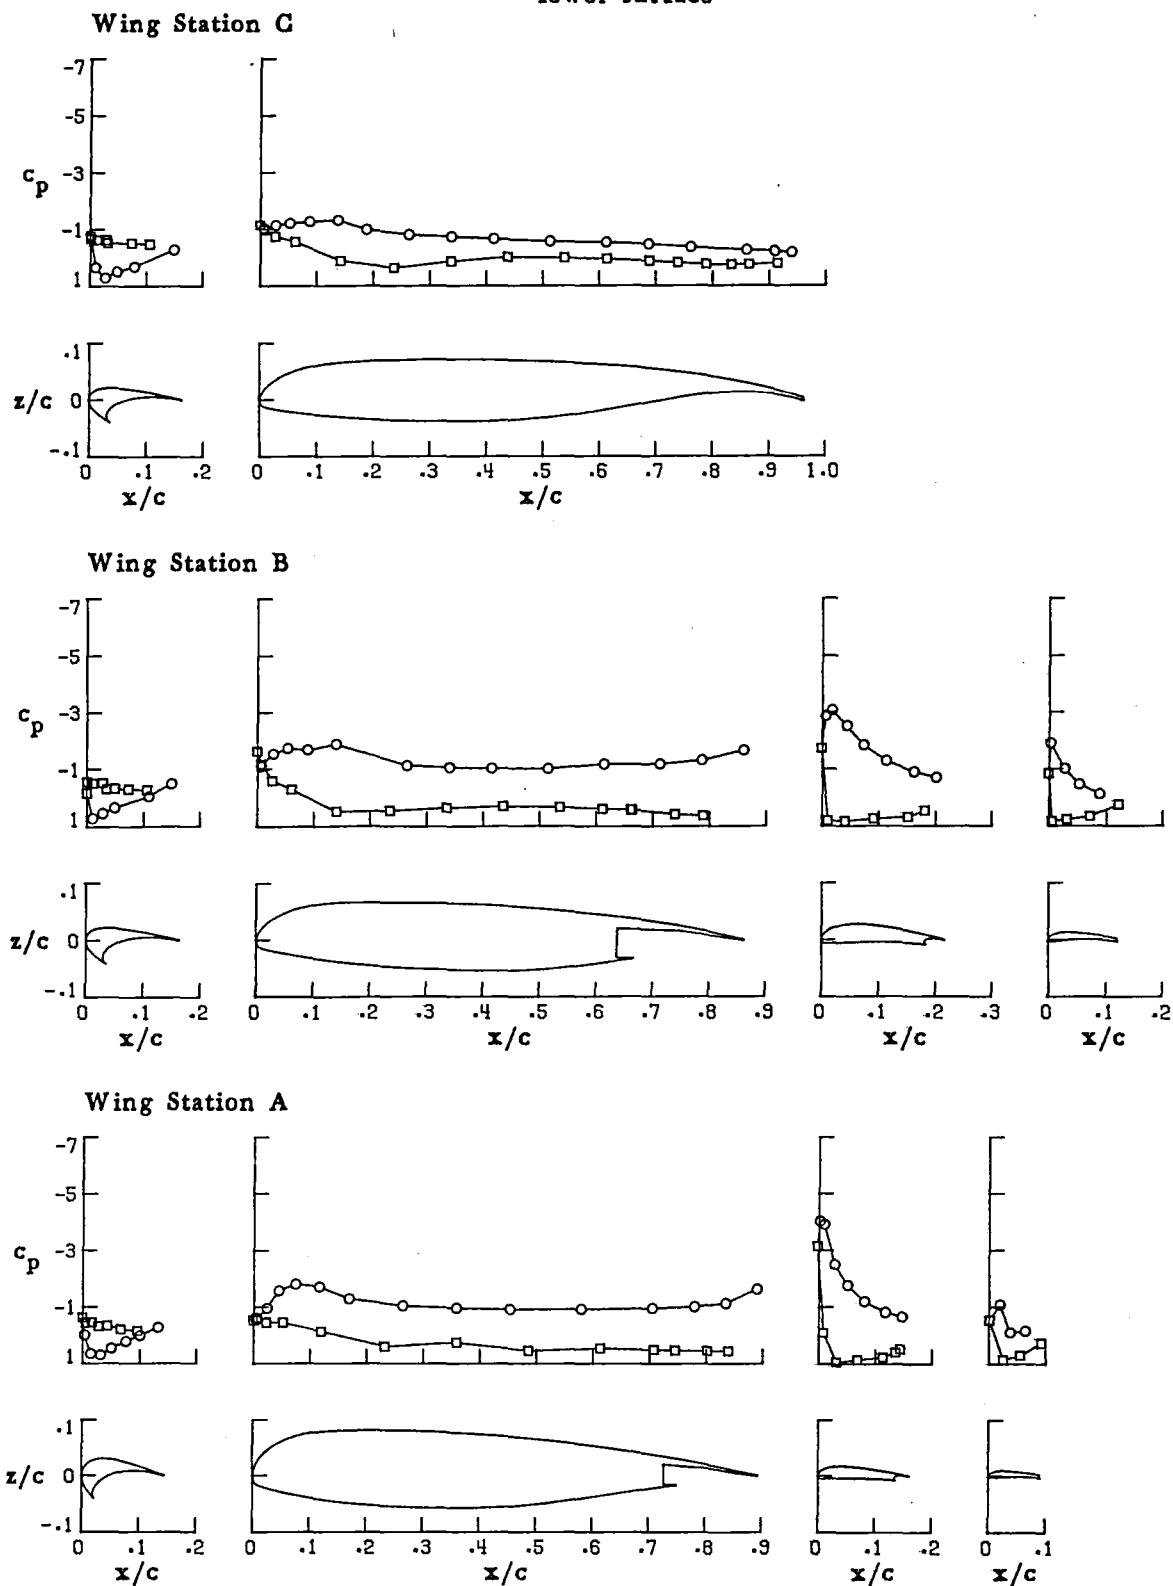 lower surface
Wing Station C
-7
-5
-3
-1
1
c_p
.1
0
-.1
z/c
0 .1 .2
0 .1 .2 .3 .4 .5 .6 .7 .8 .9 1.0
x/c x/c
Wing Station B
-7
-5
-3
-1
1
c_p
.1
0
-.1
z/c
0 .1 .2
0 .1 .2 .3 .4 .5 .6 .7 .8 .9
0 .1 .2 .3
0 .1 .2
x/c x/c x/c x/c
Wing Station A
-7
-5
-3
-1
1
c_p
.1
0
-.1
z/c
0 .1 .2
0 .1 .2 .3 .4 .5 .6 .7 .8 .9
0 .1 .2
0 .1
x/c x/c x/c x/c